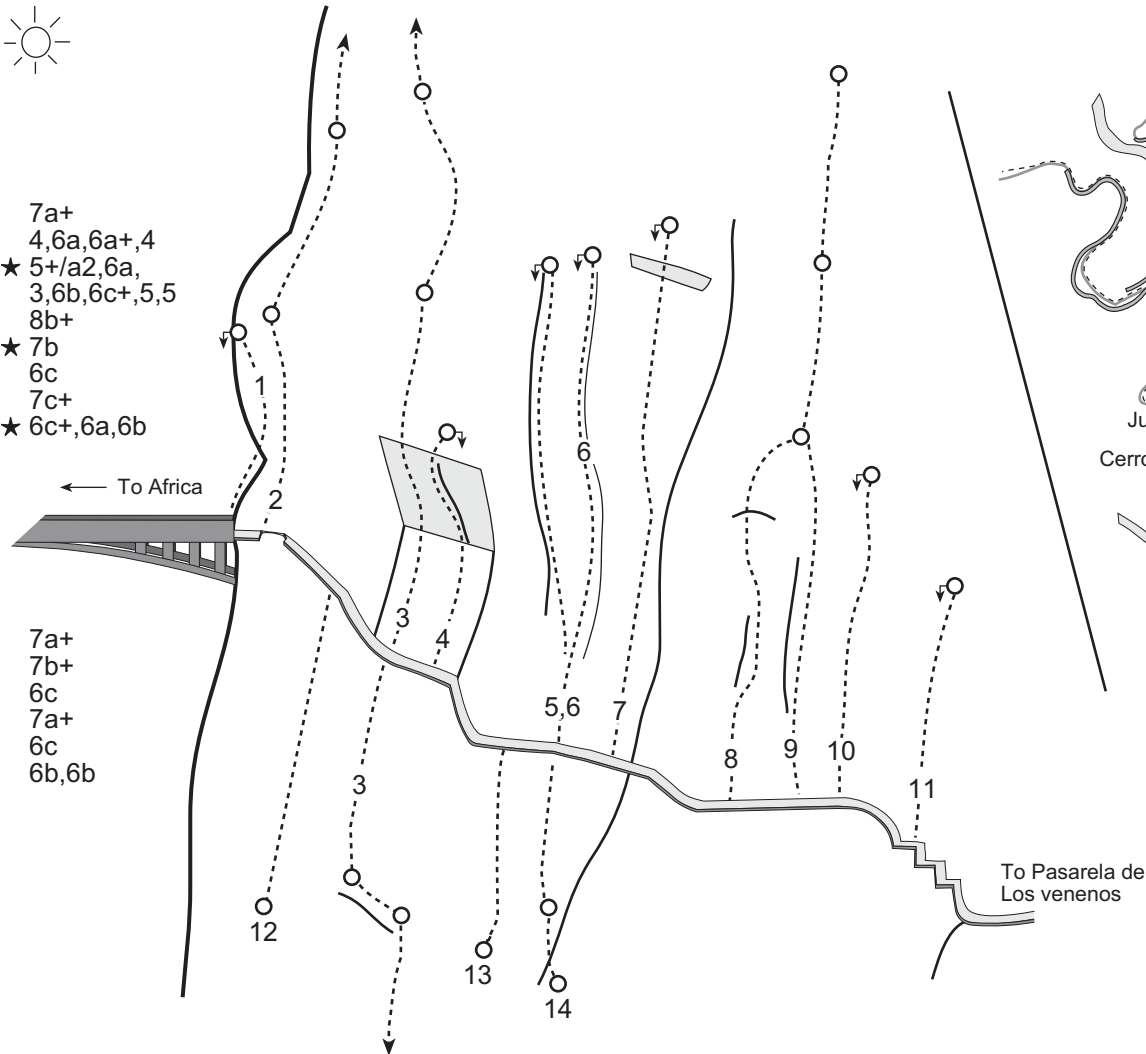 7a+
4,6a,6a+,4
★ 5+/a2,6a,
3,6b,6c+,5,5
8b+
★ 7b
6c
7c+
★ 6c+,6a,6b
To Africa
1
2
3
4
6
5,6
7
8
9
10
11
7a+
7b+
6c
7a+
6c
6b,6b
3
12
13
14
To Pasarela de
Los venenos
Ju
Cerro